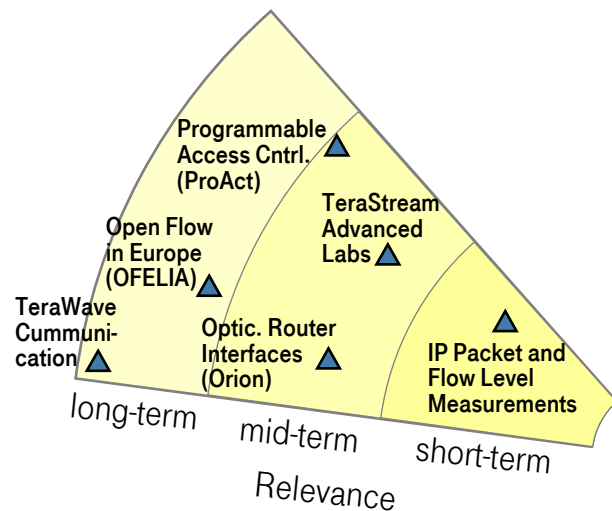 Programmable
Access Cntrl.
(ProAct)
TeraStream
Advanced
Labs
Open Flow
in Europe
(OFELIA)
TeraWave
Cummuni-
cation
Optic. Router
Interfaces
(Orion)
IP Packet and
Flow Level
Measurements
long-term
mid-term
short-term
Relevance